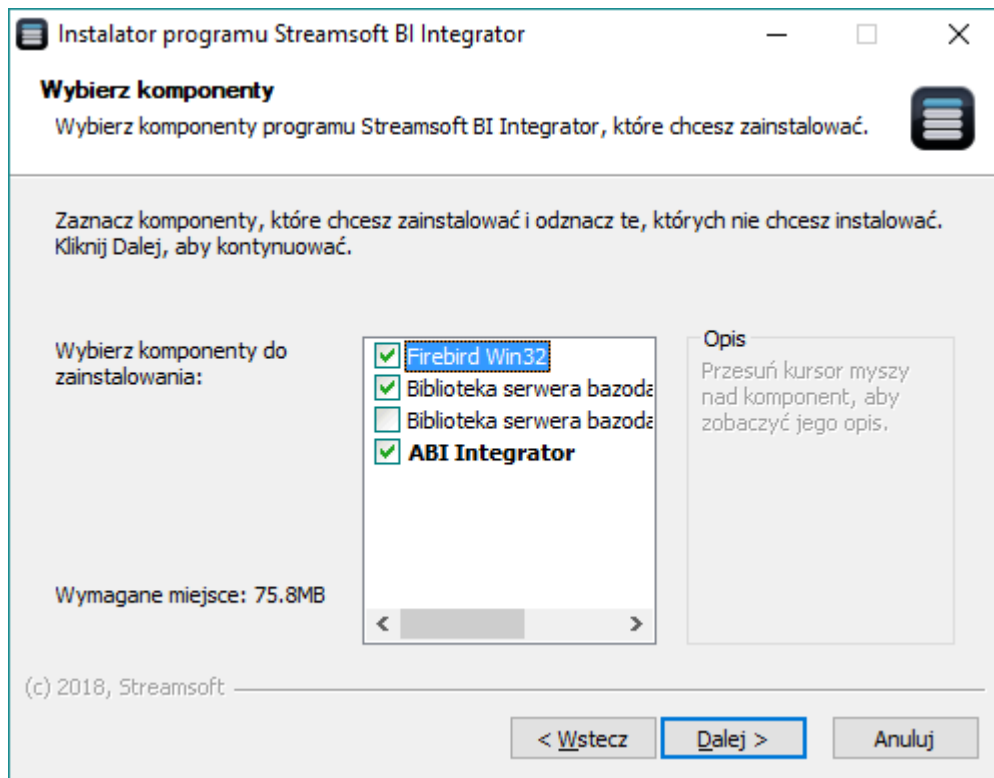 Instalator programu Streamsoft BI Integrator
Wybierz komponenty
Wybierz komponenty programu Streamsoft BI Integrator, które chcesz zainstalować.
Zaznacz komponenty, które chcesz zainstalować i odznacz te, których nie chcesz instalować.
Kliknij Dalej, aby kontynuować.
Wybierz komponenty do
zainstalowania:
Firebird Win32
Biblioteka serwera bazoda
Biblioteka serwera bazoda
ABI Integrator
Opis
Przesuń kursor myszy
nad komponent, aby
zobaczyć jego opis.
Wymagane miejsce: 75.8MB
(c) 2018, Streamsoft
< Wstecz
Dalej >
Anuluj